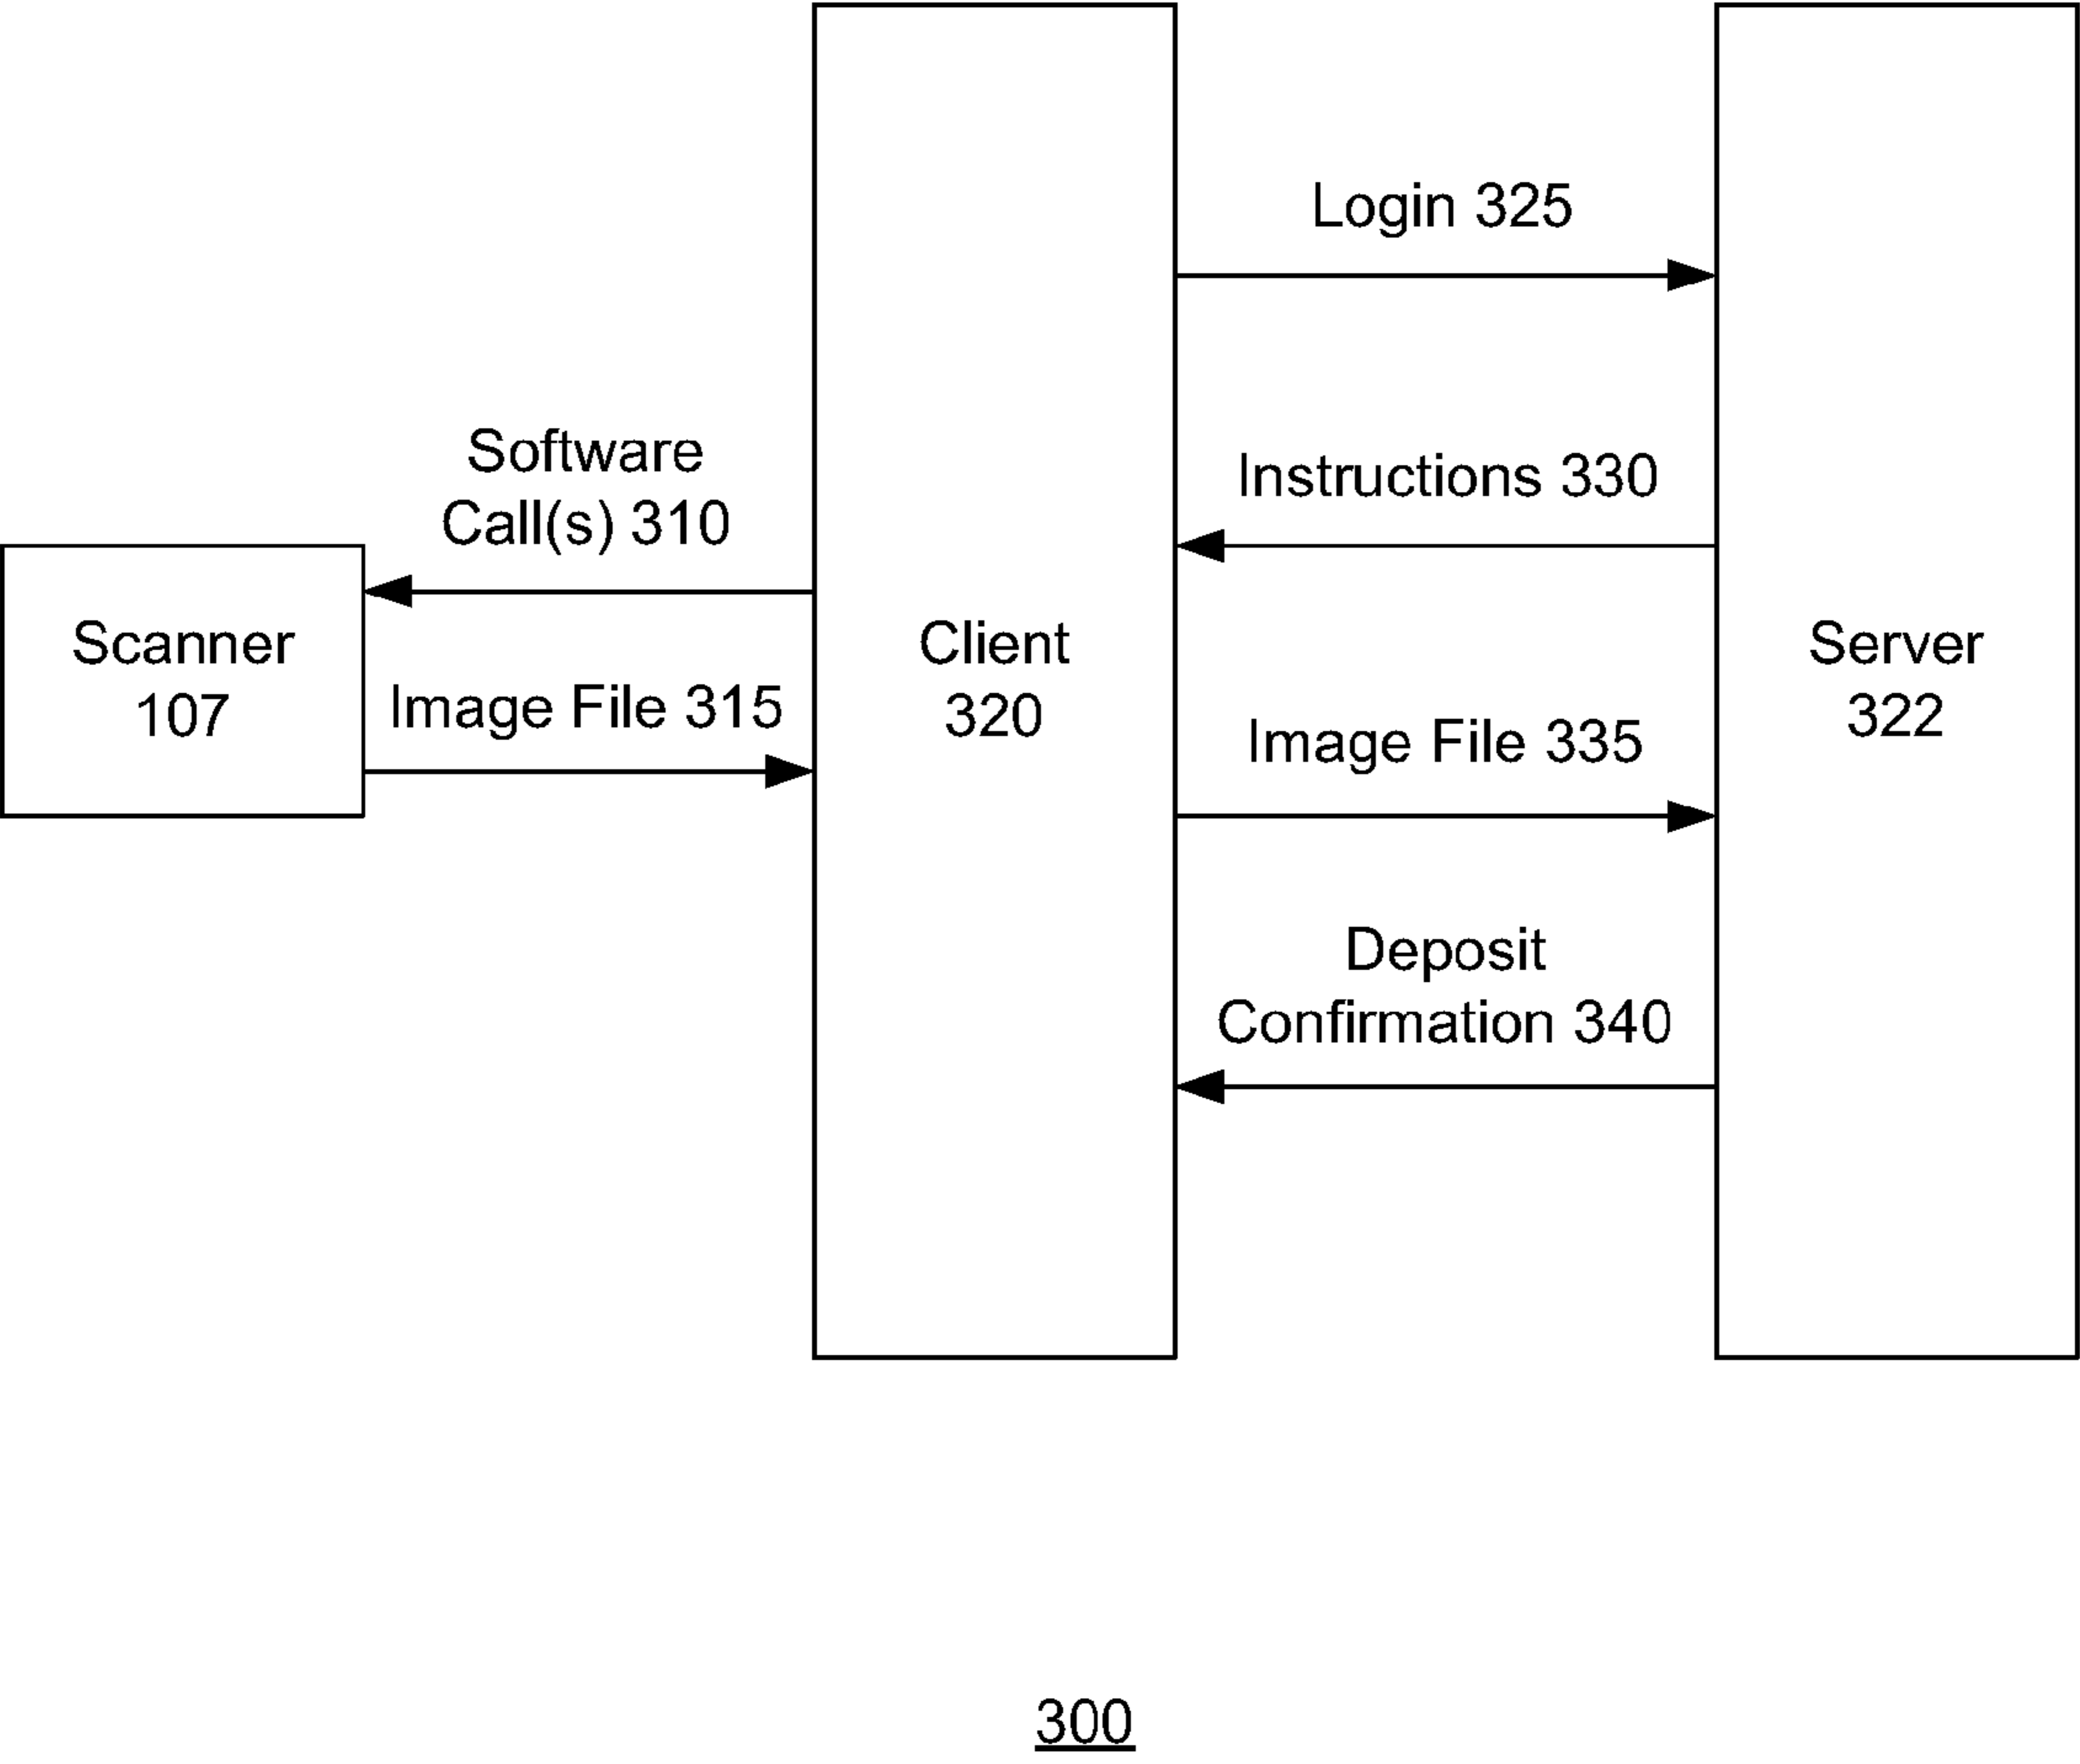 Login 325
Software
Call(s) 310
Instructions 330
Scanner
107
Image File 315
Client
320
Image File 335
Server
322
Deposit
Confirmation 340
300